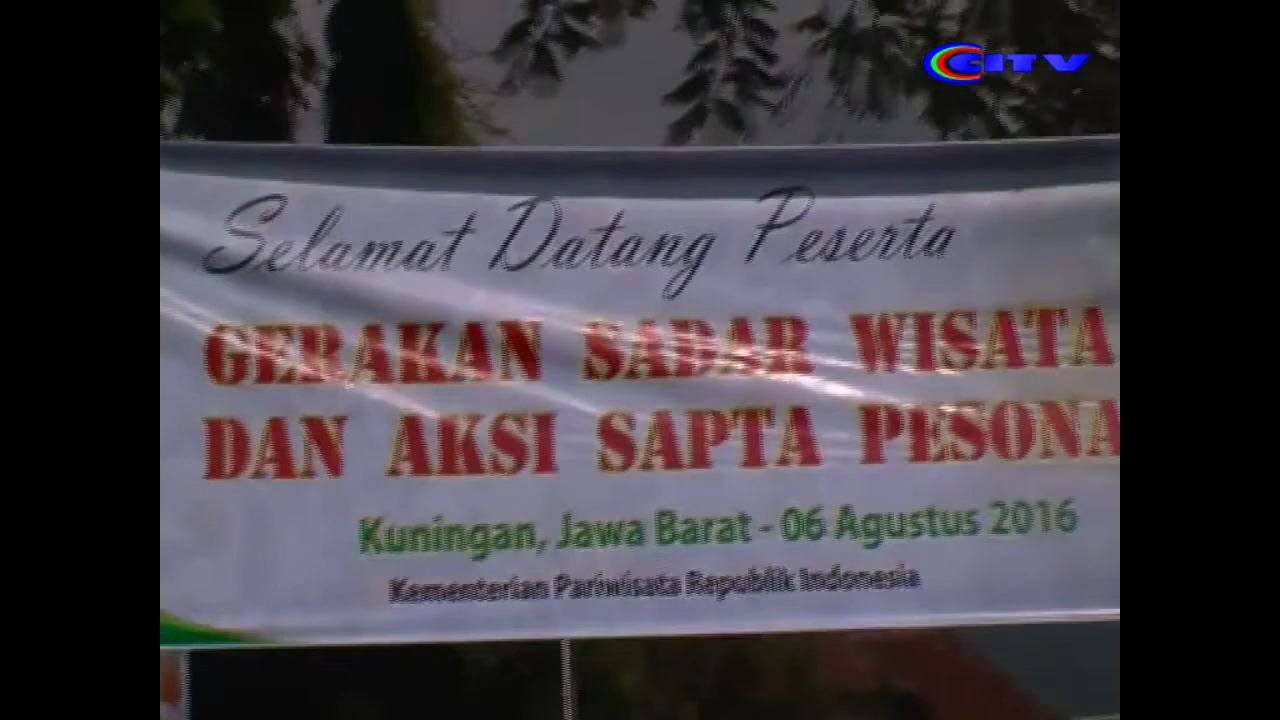 CITV
Selamat Datang Peserta
GERAKAN SADAR WISATA
DAN AKSI SAPTA PESONA
Kuningan, Jawa Barat - 06 Agustus 2016
Kementerian Pariwisata Republik Indonesia